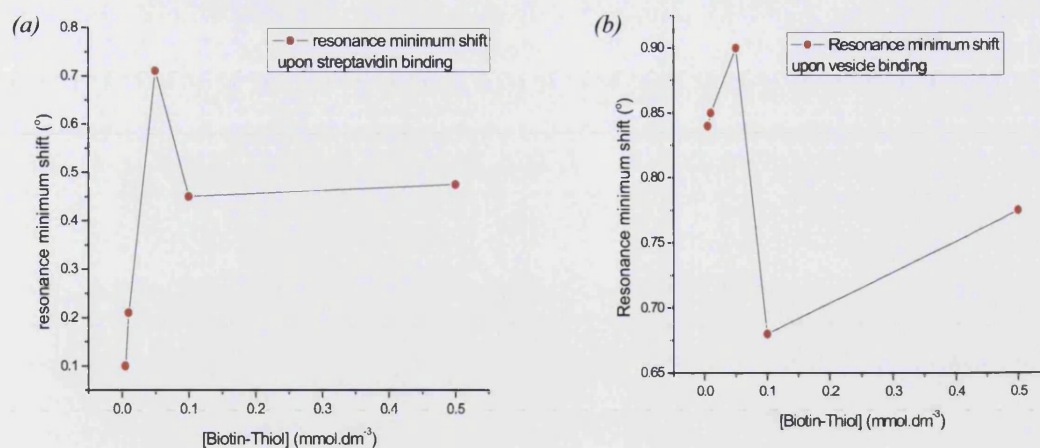 (a)
resonance minimum shift
upon streptavidin binding
0.8
0.7
0.6
0.5
0.4
0.3
0.2
0.1
resonance minimum shift (°)
0.0 0.1 0.2 0.3 0.4 0.5
[Biotin-Thiol] (mmol.dm⁻³)
(b)
Resonance minimum shift
upon vesicle binding
0.90
0.85
0.80
0.75
0.70
0.65
Resonance minimum shift (°)
0.0 0.1 0.2 0.3 0.4 0.5
[Biotin-Thiol] (mmol.dm⁻³)